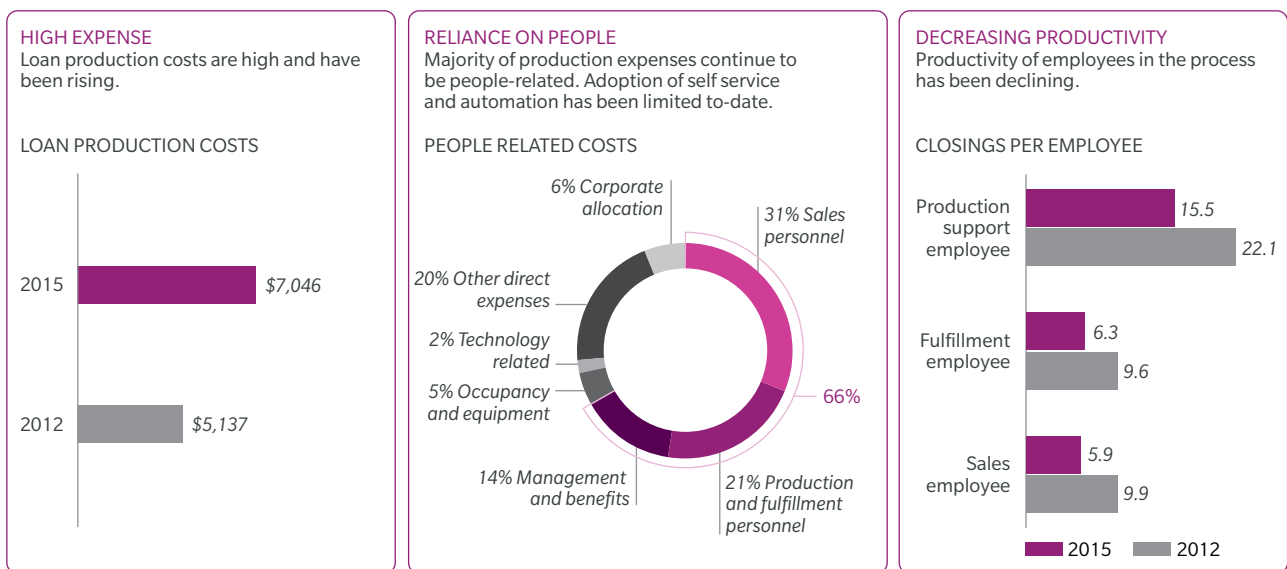 HIGH EXPENSE
Loan production costs are high and have
been rising.
LOAN PRODUCTION COSTS
2015
$7,046
2012
$5,137
RELIANCE ON PEOPLE
Majority of production expenses continue to
be people-related. Adoption of self service
and automation has been limited to-date.
PEOPLE RELATED COSTS
6% Corporate
allocation
31% Sales
personnel
20% Other direct
expenses
2% Technology
related
5% Occupancy
and equipment
66%
14% Management
and benefits
21% Production
and fulfillment
personnel
DECREASING PRODUCTIVITY
Productivity of employees in the process
has been declining.
CLOSINGS PER EMPLOYEE
Production
support
employee
15.5
22.1
Fulfillment
employee
6.3
9.6
Sales
employee
5.9
9.9
2015
2012